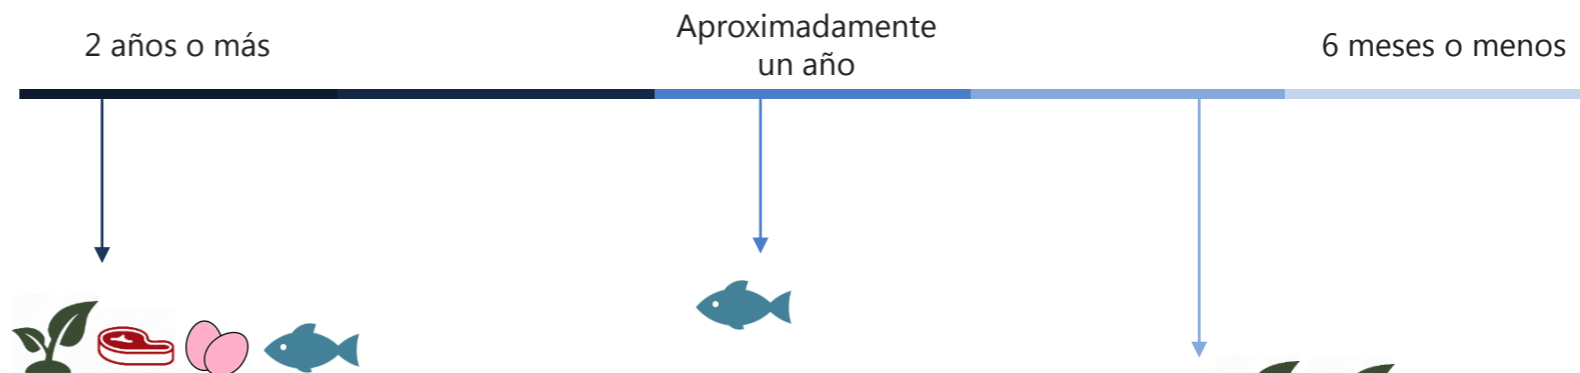 2 años o más
Aproximadamente
un año
6 meses o menos